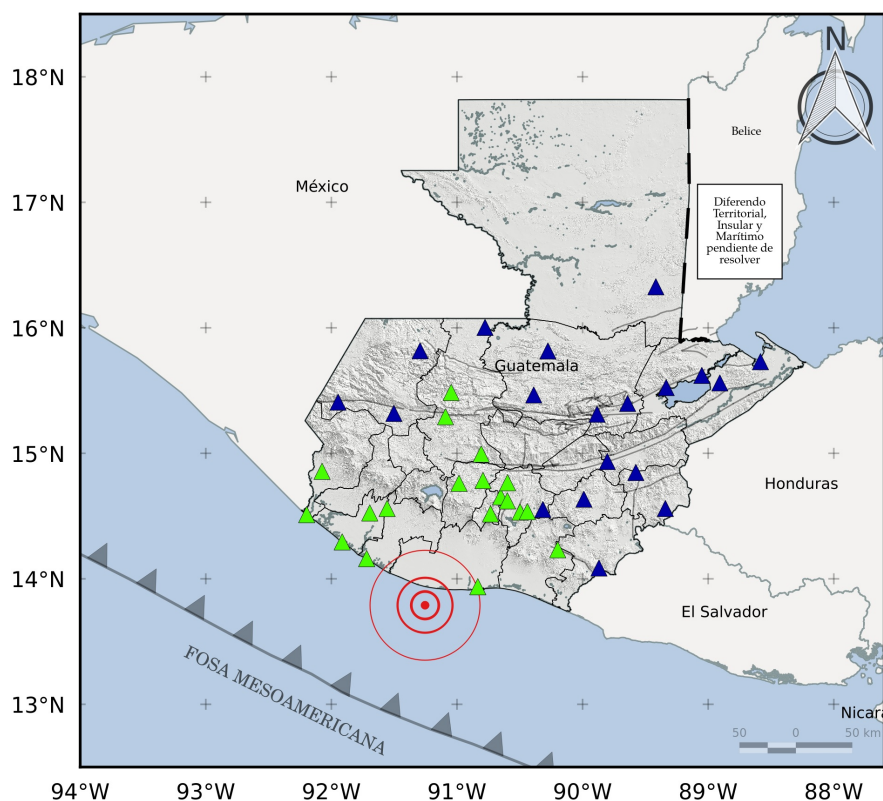 N
18°N
Belice
17°N
México
Diferendo
Territorial,
Insular y
Marítimo
pendiente de
resolver
16°N
Guatemala
15°N
Honduras
14°N
El Salvador
FOSA MESOAMERICANA
13°N
Nicara
50 0 50 km
94°W 93°W 92°W 91°W 90°W 89°W 88°W